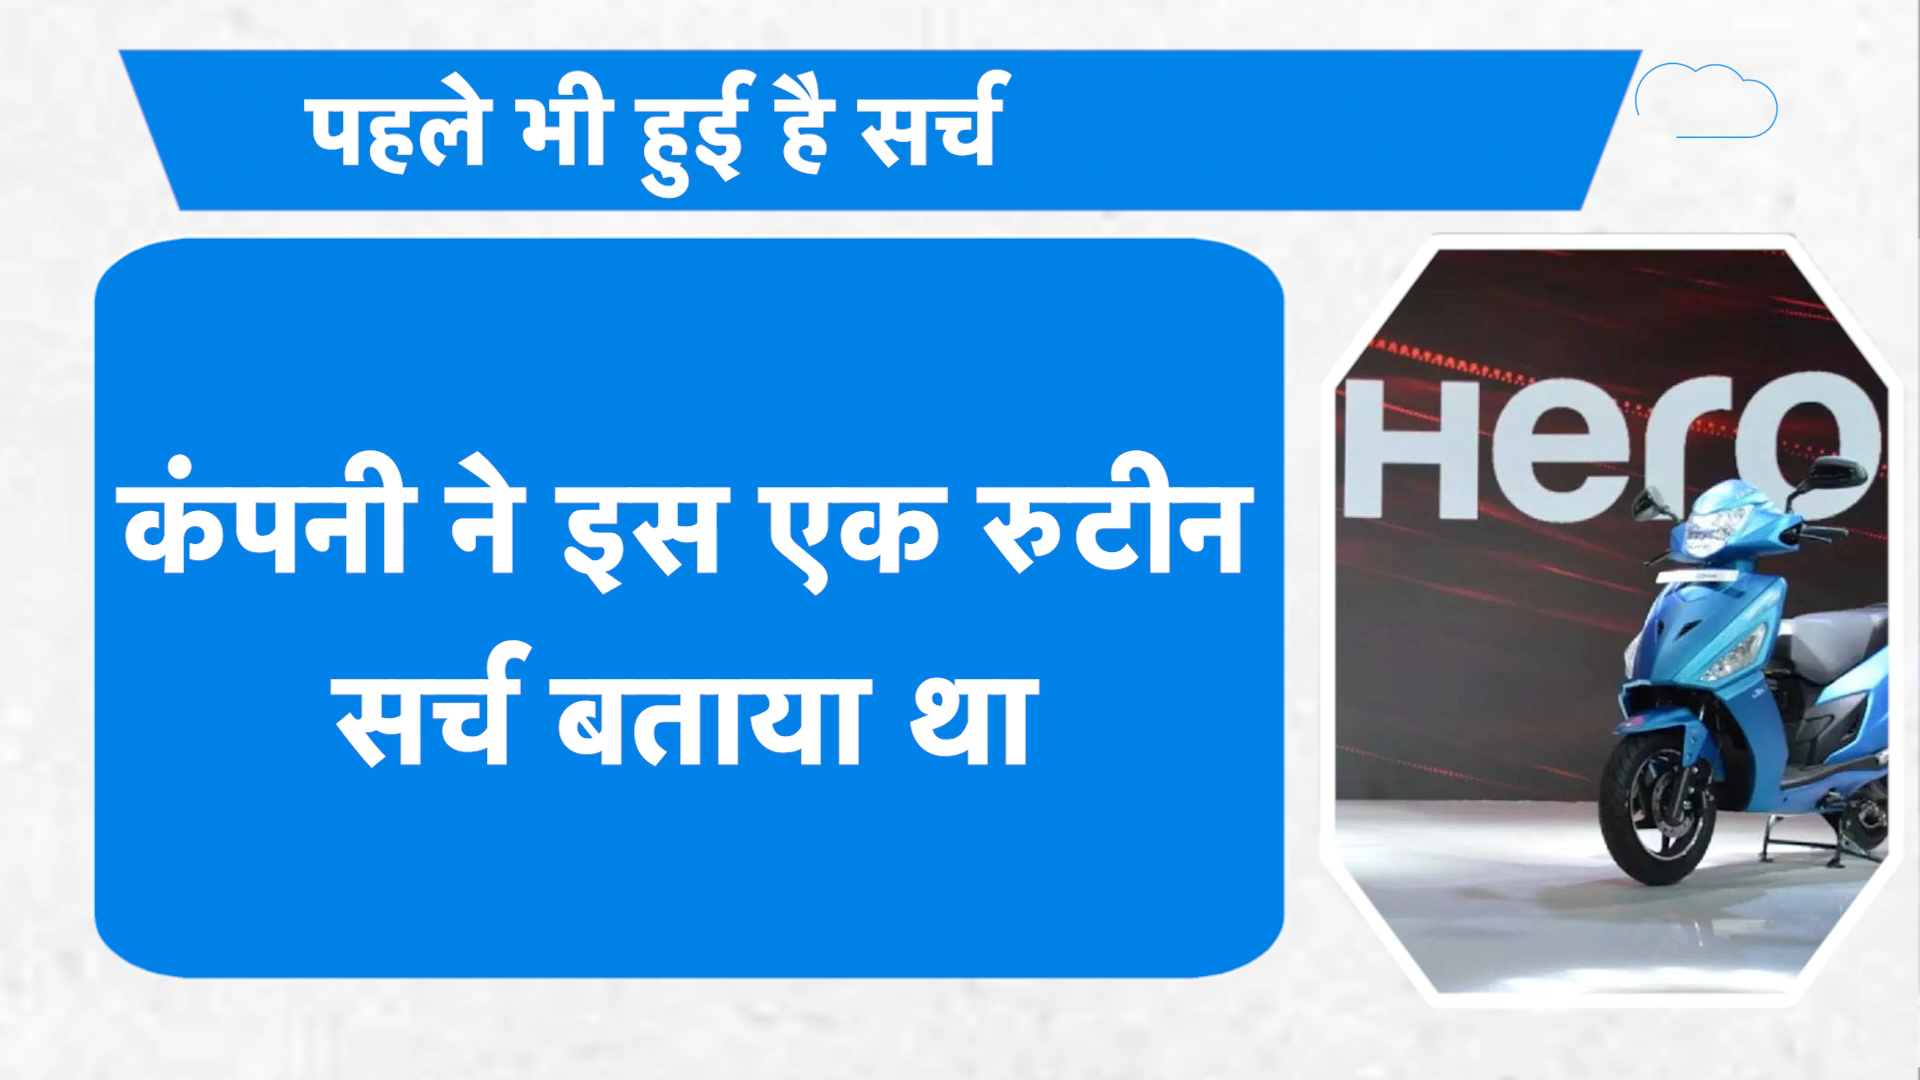 पहले भी हुई है सर्च
कंपनी ने इस एक रुटीन
सर्च बताया था
Hero